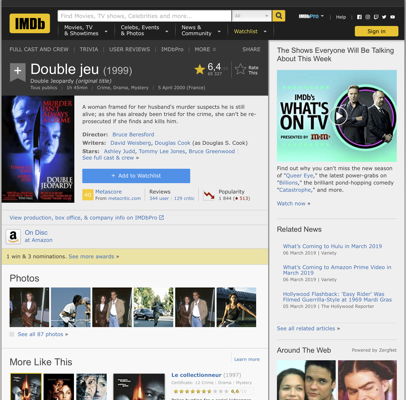 IMDb
Find Movies, TV shows, Celebrities and more...
All
IMDbPro
Help
Movies, TV & Showtimes
Celebs, Events & Photos
News & Community
Watchlist
Sign in
FULL CAST AND CREW | TRIVIA | USER REVIEWS | IMDbPro | MORE
SHARE
Double jeu (1999)
Double Jeopardy (original title)
Tous publics | 1h 45min | Crime, Drama, Mystery | 5 April 2000 (France)
6,4
Rate This
MURDER
DOUBLE JEOPARDY
A woman framed for her husband's murder suspects he is still
alive; as she has already been tried for the crime, she can't be re-
prosecuted if she finds and kills him.
Director: Bruce Beresford
Writers: David Weisberg, Douglas Cook (as Douglas S. Cook)
Stars: Ashley Judd, Tommy Lee Jones, Bruce Greenwood
See full cast & crew »
+ Add to Watchlist
Metascore
From metacritic.com
Reviews
344 user | 129 critic
Popularity
1 844
View production, box office, & company info on IMDbPro
On Disc
at Amazon
1 win & 3 nominations. See more awards »
Photos
See all 87 photos »
More Like This
Learn more
Le collectionneur (1997)
The Shows Everyone Will Be Talking
About This Week
IMDb's
WHAT'S
ON TV
PRESENTED BY
Find out why you can't miss the new season
of "Queer Eye," the latest power-grabs on
"Billions," the brilliant pond-hopping comedy
"Catastrophe," and more.
Watch now »
Related News
What's Coming to Hulu in March 2019
06 March 2019 | Variety
What's Coming to Amazon Prime Video in
March 2019
06 March 2019 | Variety
Hollywood Flashback: 'Easy Rider' Was
Filmed Guerrilla-Style at 1969 Mardi Gras
05 March 2019 | The Hollywood Reporter
See all related articles »
Around The Web
Powered by ZergNet